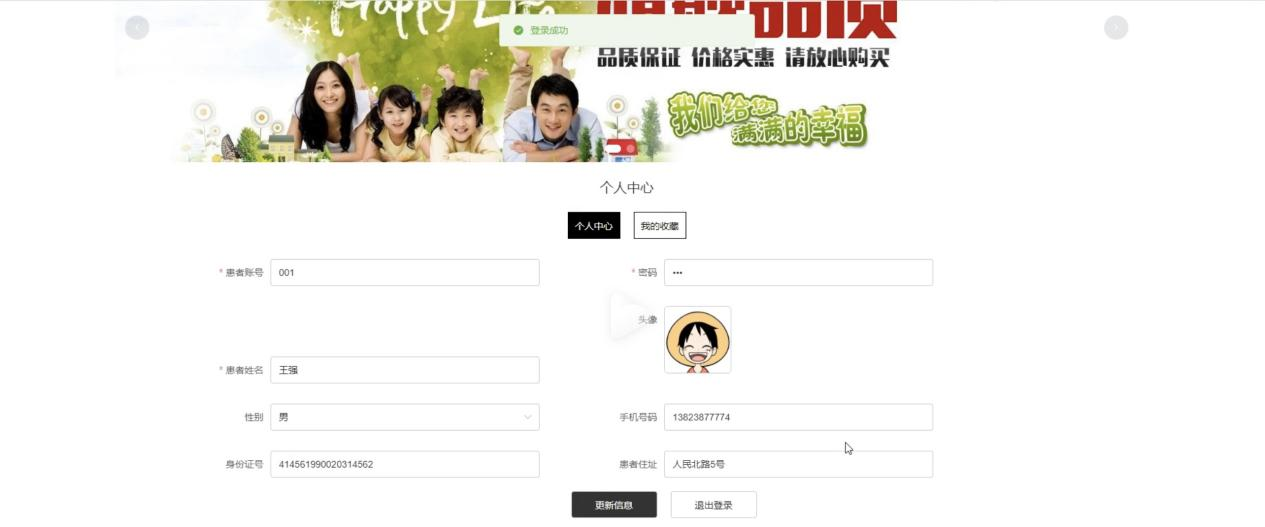 Happy Life
登录成功
品质保证 价格实惠 请放心购买
我们给您
满满的幸福
个人中心
个人中心 我的收藏
* 患者账号 001 * 密码 •••
头像
* 患者姓名 王强
性别 男 手机号码 13823877774
身份证号 414561990020314562 患者住址 人民北路5号
更新信息 退出登录